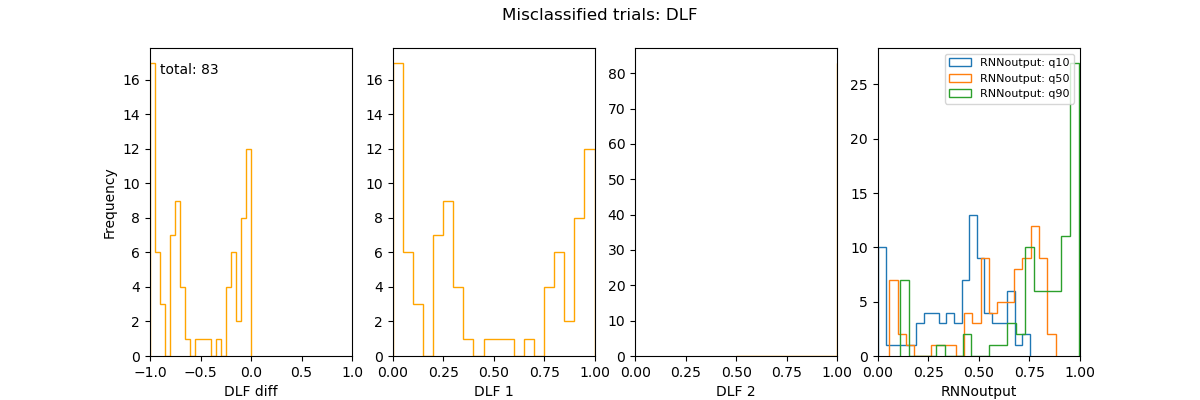 Misclassified trials: DLF
total: 83
Frequency
0
2
4
6
8
10
12
14
16
−1.0 −0.5 0.0 0.5 1.0
DLF diff
0
2
4
6
8
10
12
14
16
0.00 0.25 0.50 0.75 1.00
DLF 1
0
10
20
30
40
50
60
70
80
0.00 0.25 0.50 0.75 1.00
DLF 2
RNNoutput: q10
RNNoutput: q50
RNNoutput: q90
0
5
10
15
20
25
0.00 0.25 0.50 0.75 1.00
RNNoutput